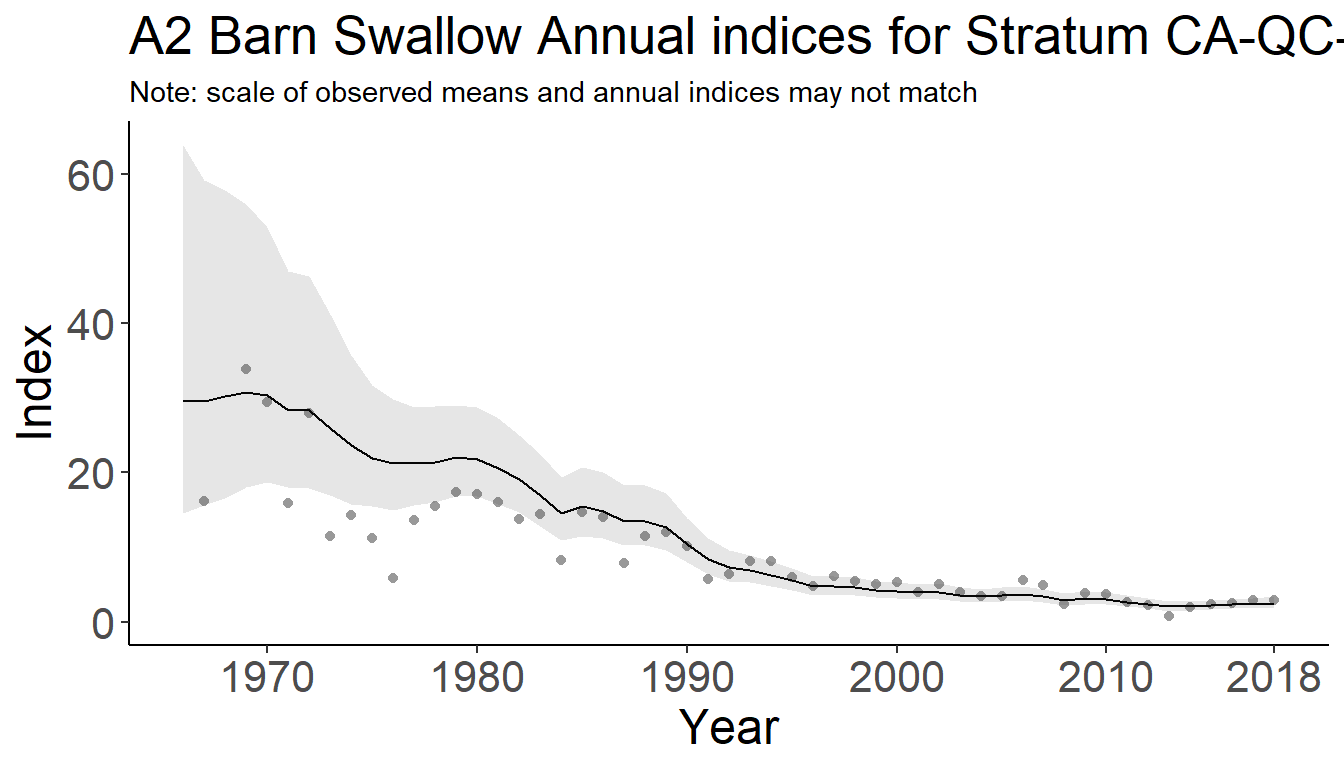 A2 Barn Swallow Annual indices for Stratum CA-QC-
Note: scale of observed means and annual indices may not match
60
40
20
0
Index
1970 1980 1990 2000 2010 2018
Year